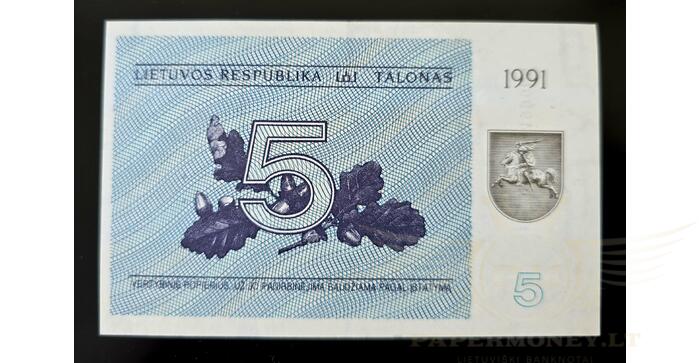 LIETUVOS RESPUBLIKA TALONAS
1991
5
VERTYBINIS POPIERIUS. UŽ JO PADIRBINĖJIMĄ BAUDŽIAMA PAGAL ĮSTATYMĄ
5
PAPERMONEY.LT
LIETUVIŠKI BANKNOTAI